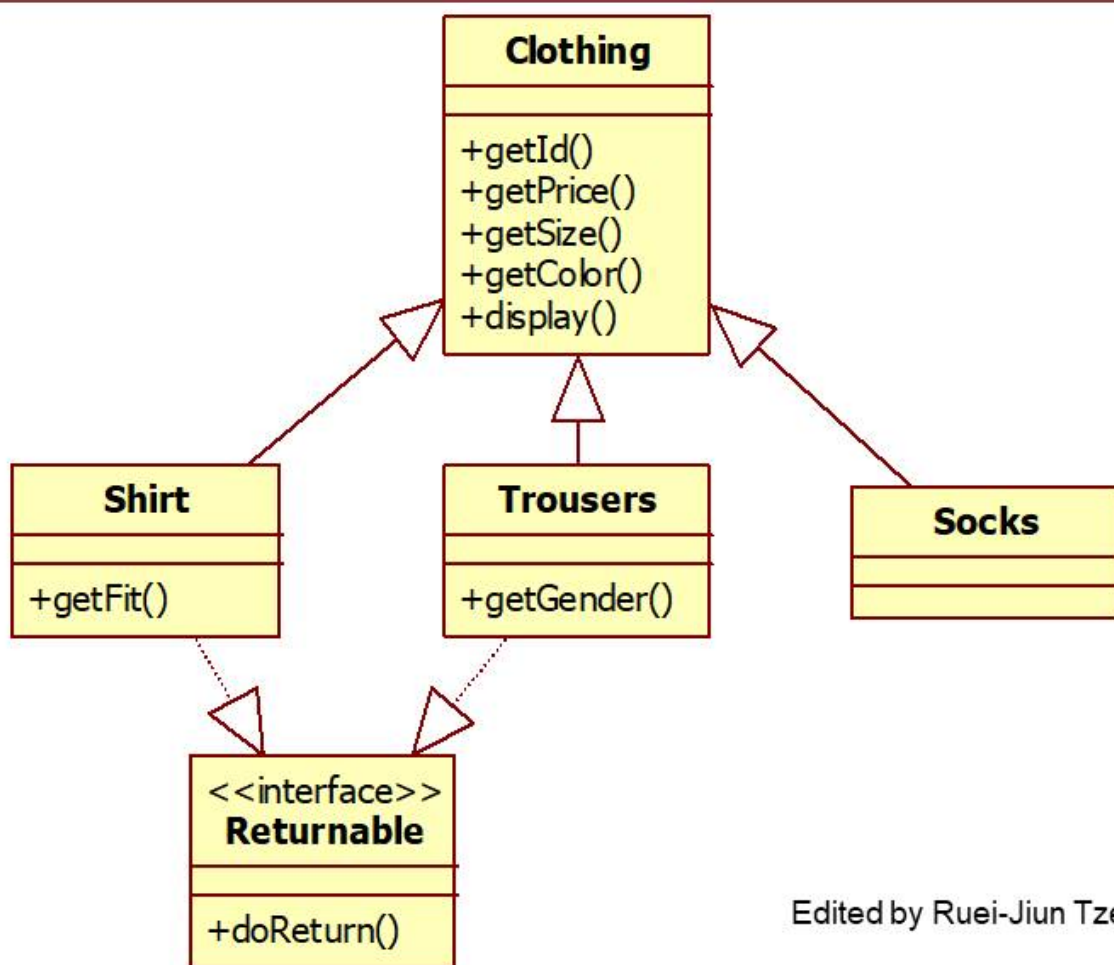 Clothing
+getId()
+getPrice()
+getSize()
+getColor()
+display()
Shirt
+getFit()
Trousers
+getGender()
Socks
<<interface>>
Returnable
+doReturn()
Edited by Ruei-Jiun